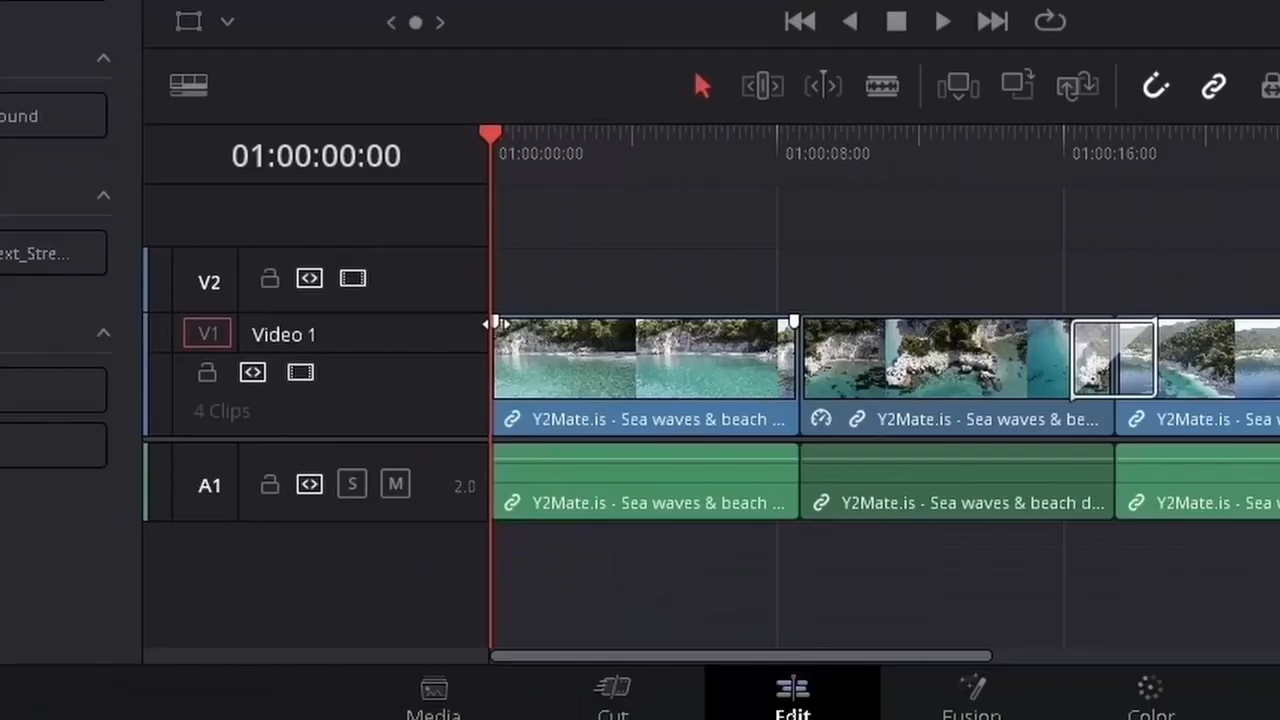 ound
01:00:00:00
01:00:00:00
01:00:08:00
01:00:16:00
ext_Stre...
V2
V1
Video 1
4 Clips
Y2Mate.is - Sea waves & beach ...
Y2Mate.is - Sea waves & be...
Y2Mate.is - Sea w
A1
S
M
2.0
Y2Mate.is - Sea waves & beach ...
Y2Mate.is - Sea waves & beach d...
Y2Mate.is - Sea w
Media
Cut
Edit
Fusion
Color